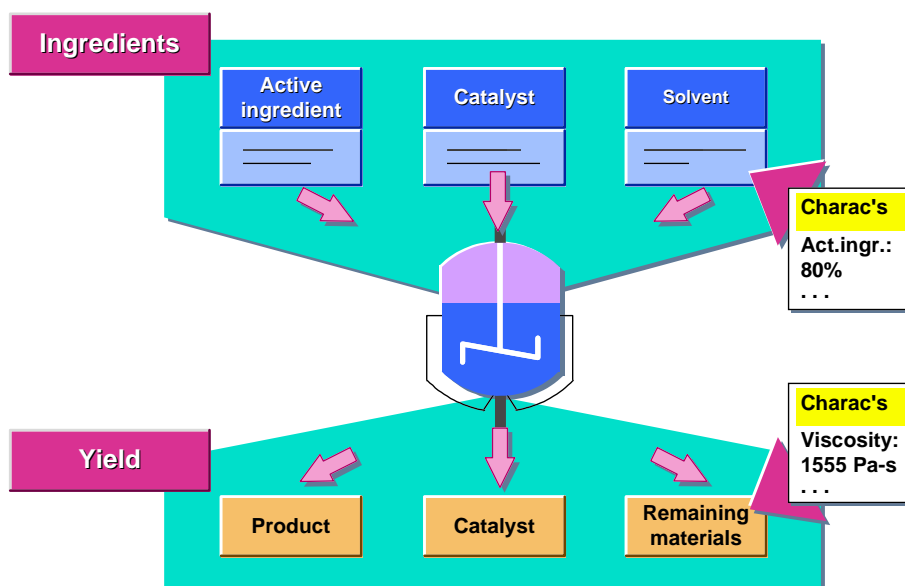 Ingredients
Active
ingredient
Catalyst
Solvent
Charac's
Act.ingr.:
80%
. . .
Charac's
Viscosity:
1555 Pa-s
. . .
Yield
Product
Catalyst
Remaining
materials